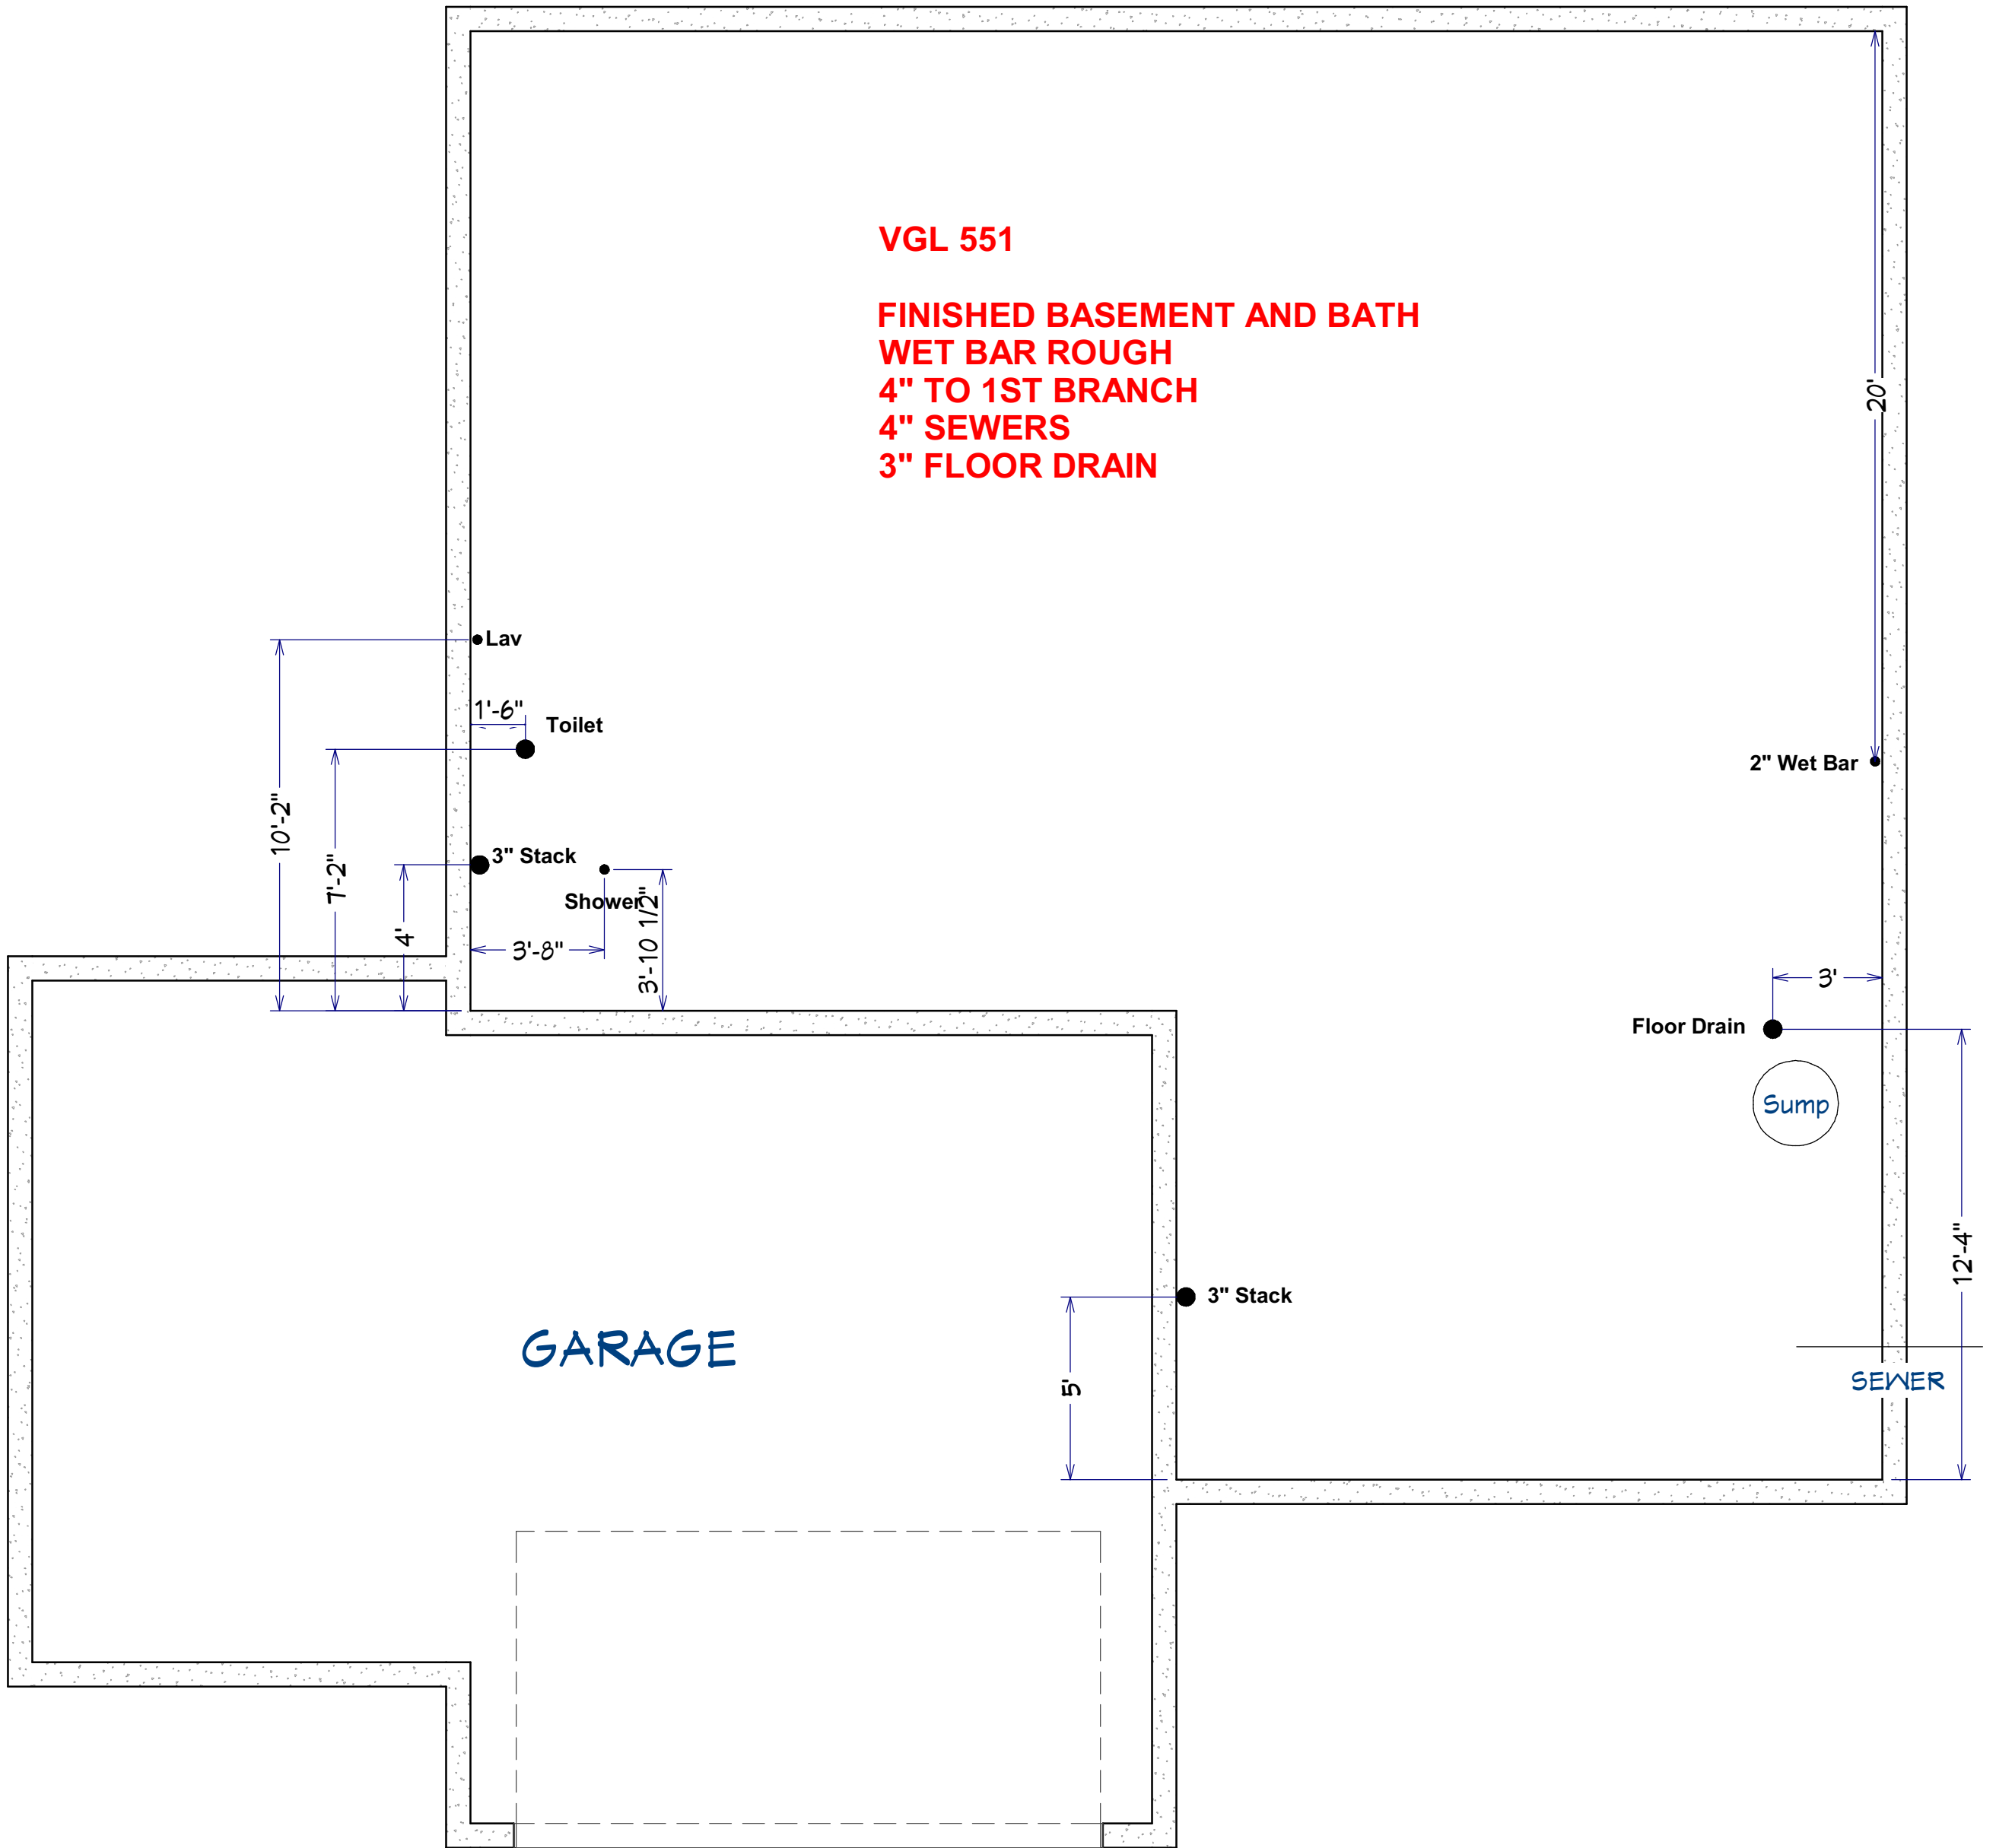 VGL 551
FINISHED BASEMENT AND BATH
WET BAR ROUGH
4" TO 1ST BRANCH
4" SEWERS
3" FLOOR DRAIN
20'
Lav
1'-6"
Toilet
2" Wet Bar
10'-2"
7'-2"
3" Stack
Shower
4'
3'-8"
3'-10 1/2"
3'
Floor Drain
Sump
12'-4"
3" Stack
GARAGE
5'
SEWER